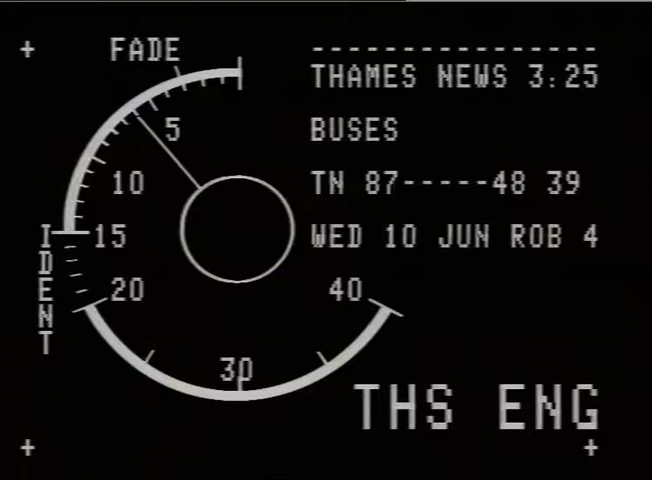 FADE
THAMES NEWS 3:25
5
BUSES
10
TN 87-----48 39
IDENT
15
WED 10 JUN ROB 4
20
40
30
THS ENG